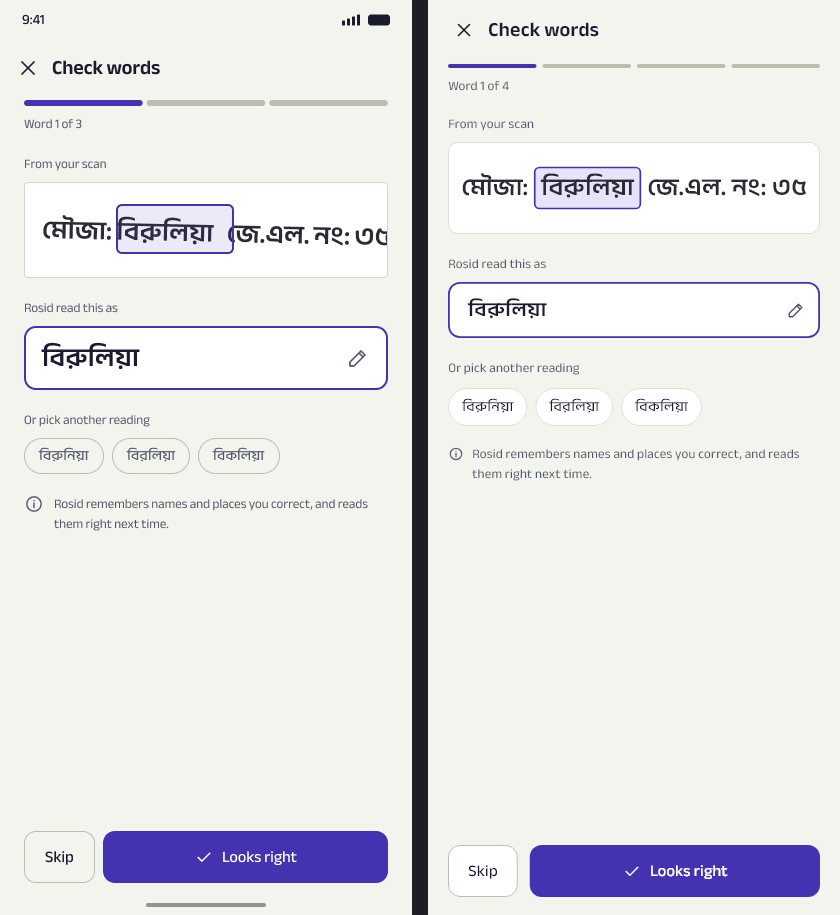 9:41
Check words
Word 1 of 3
From your scan
মৌজা: বিরুলিয়া জে.এল. নং: ৩৫
Rosid read this as
বিরুলিয়া
Or pick another reading
বিরুনিয়া বিরলিয়া বিকলিয়া
Rosid remembers names and places you correct, and reads
them right next time.
Skip Looks right
Check words
Word 1 of 4
From your scan
মৌজা: বিরুলিয়া জে.এল. নং: ৩৫
Rosid read this as
বিরুলিয়া
Or pick another reading
বিরুনিয়া বিরলিয়া বিকলিয়া
Rosid remembers names and places you correct, and reads
them right next time.
Skip Looks right